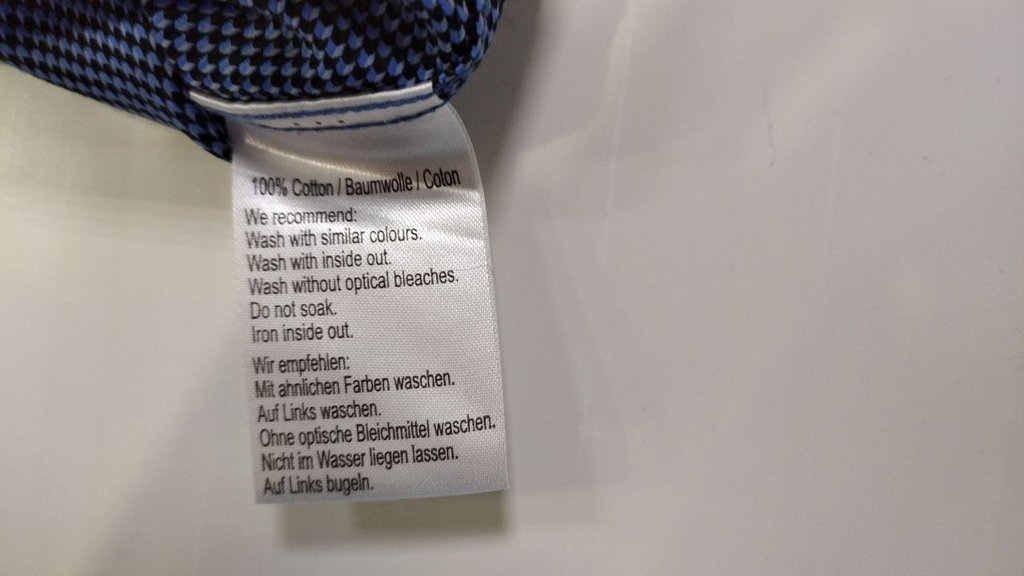 100% Cotton / Baumwolle / Coton
We recommend:
Wash with similar colours.
Wash with inside out.
Wash without optical bleaches.
Do not soak.
Iron inside out.
Wir empfehlen:
Mit ahnlichen Farben waschen.
Auf Links waschen.
Ohne optische Bleichmittel waschen.
Nicht im Wasser liegen lassen.
Auf Links bugeln.